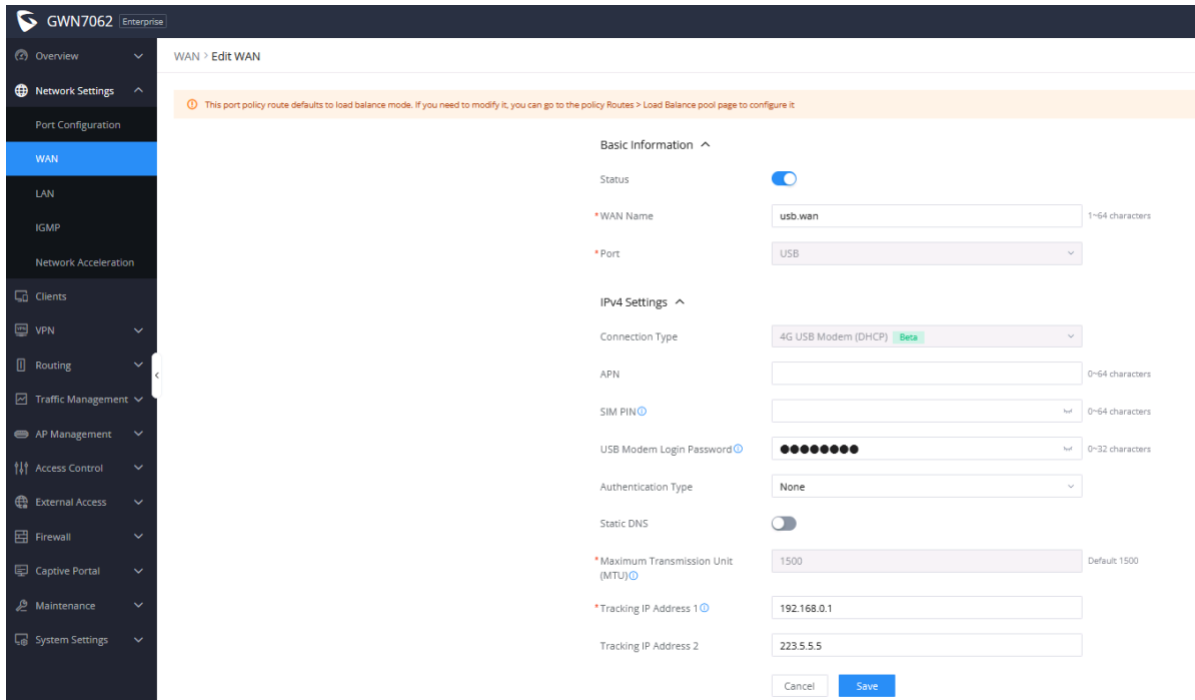 GWN7062 Enterprise
Overview
WAN > Edit WAN
Network Settings
This port policy route defaults to load balance mode. If you need to modify it, you can go to the policy Routes > Load Balance pool page to configure it
Port Configuration
WAN
LAN
IGMP
Network Acceleration
Clients
VPN
Routing
Traffic Management
AP Management
Access Control
External Access
Firewall
Captive Portal
Maintenance
System Settings
Basic Information
Status
*WAN Name usb.wan 1~64 characters
*Port USB
IPv4 Settings
Connection Type 4G USB Modem (DHCP) Beta
APN 0~64 characters
SIM PIN 0~64 characters
USB Modem Login Password ●●●●●●●● 0~32 characters
Authentication Type None
Static DNS
*Maximum Transmission Unit
(MTU) 1500 Default 1500
*Tracking IP Address 1 192.168.0.1
Tracking IP Address 2 223.5.5.5
Cancel Save